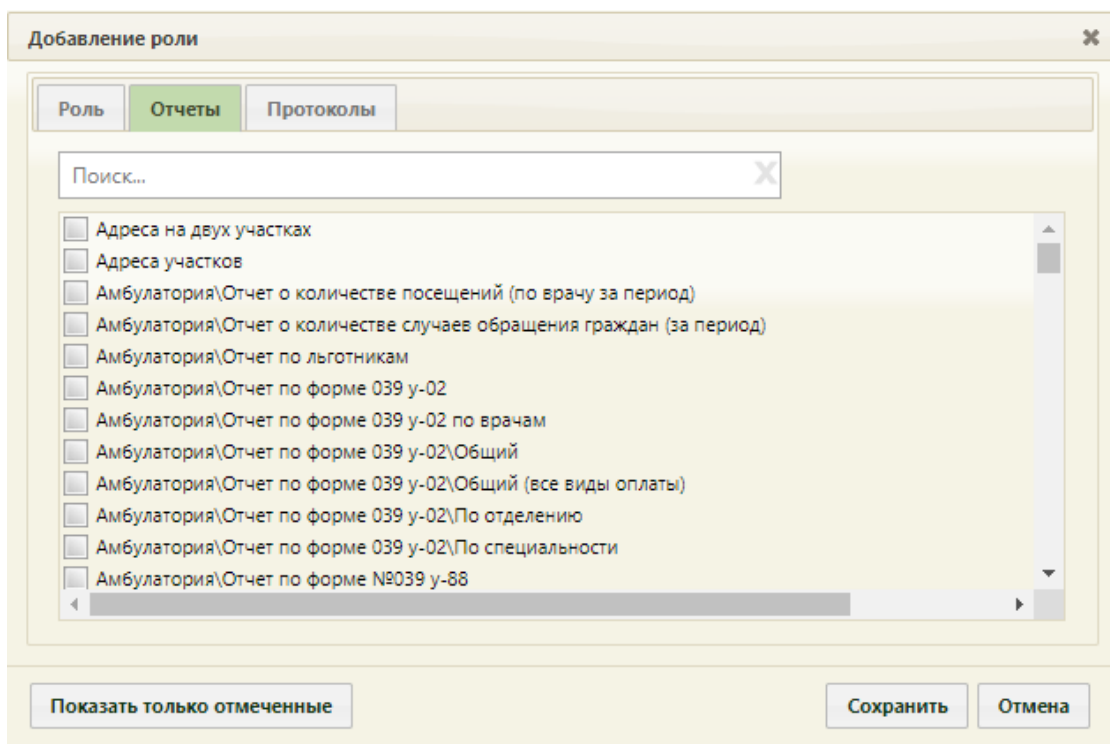 Добавление роли
Роль Отчеты Протоколы
Поиск...
Адреса на двух участках
Адреса участков
Амбулатория\Отчет о количестве посещений (по врачу за период)
Амбулатория\Отчет о количестве случаев обращения граждан (за период)
Амбулатория\Отчет по льготникам
Амбулатория\Отчет по форме 039 у-02
Амбулатория\Отчет по форме 039 у-02 по врачам
Амбулатория\Отчет по форме 039 у-02\Общий
Амбулатория\Отчет по форме 039 у-02\Общий (все виды оплаты)
Амбулатория\Отчет по форме 039 у-02\По отделению
Амбулатория\Отчет по форме 039 у-02\По специальности
Амбулатория\Отчет по форме №039 у-88
Показать только отмеченные Сохранить Отмена